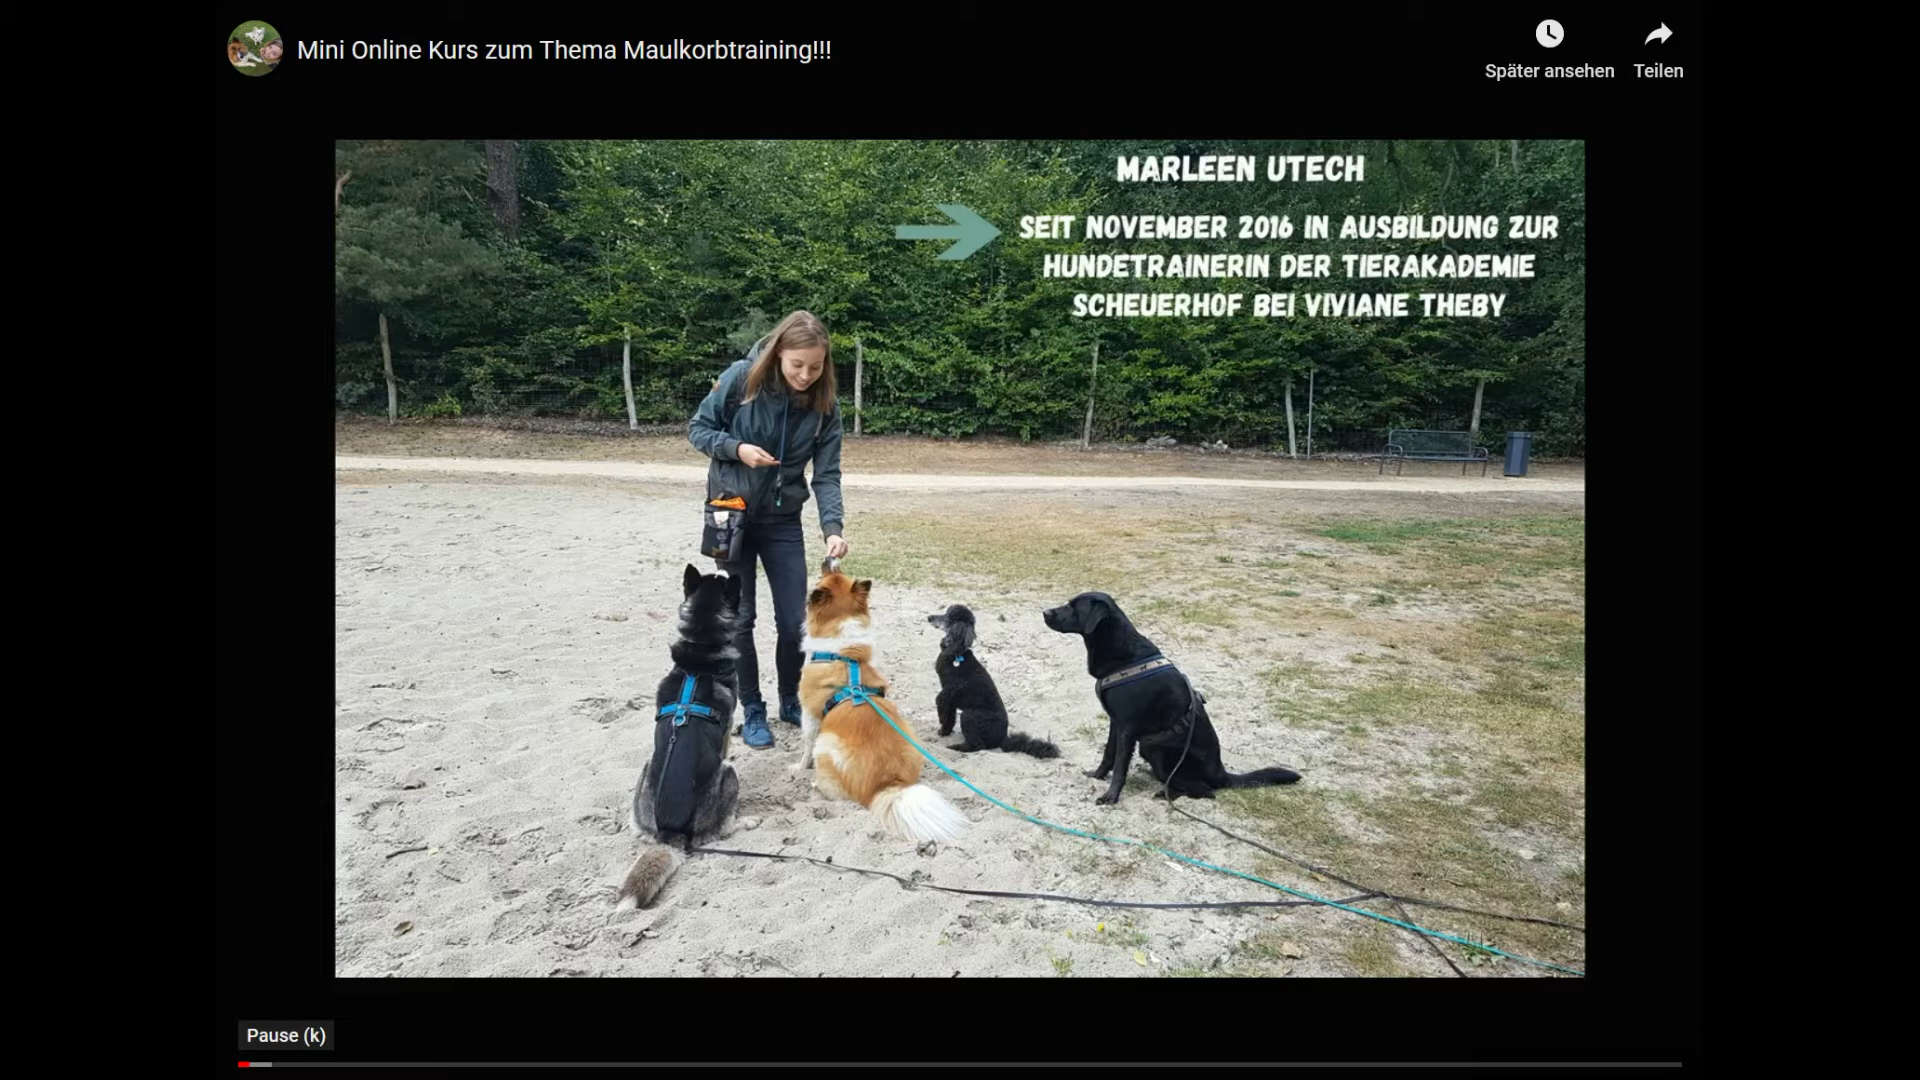 Mini Online Kurs zum Thema Maulkorbtraining!!!
Später ansehen
Teilen
MARLEEN UTECH
SEIT NOVEMBER 2016 IN AUSBILDUNG ZUR
HUNDETRAINERIN DER TIERAKADEMIE
SCHEUERHOF BEI VIVIANE THEBY
Pause (k)